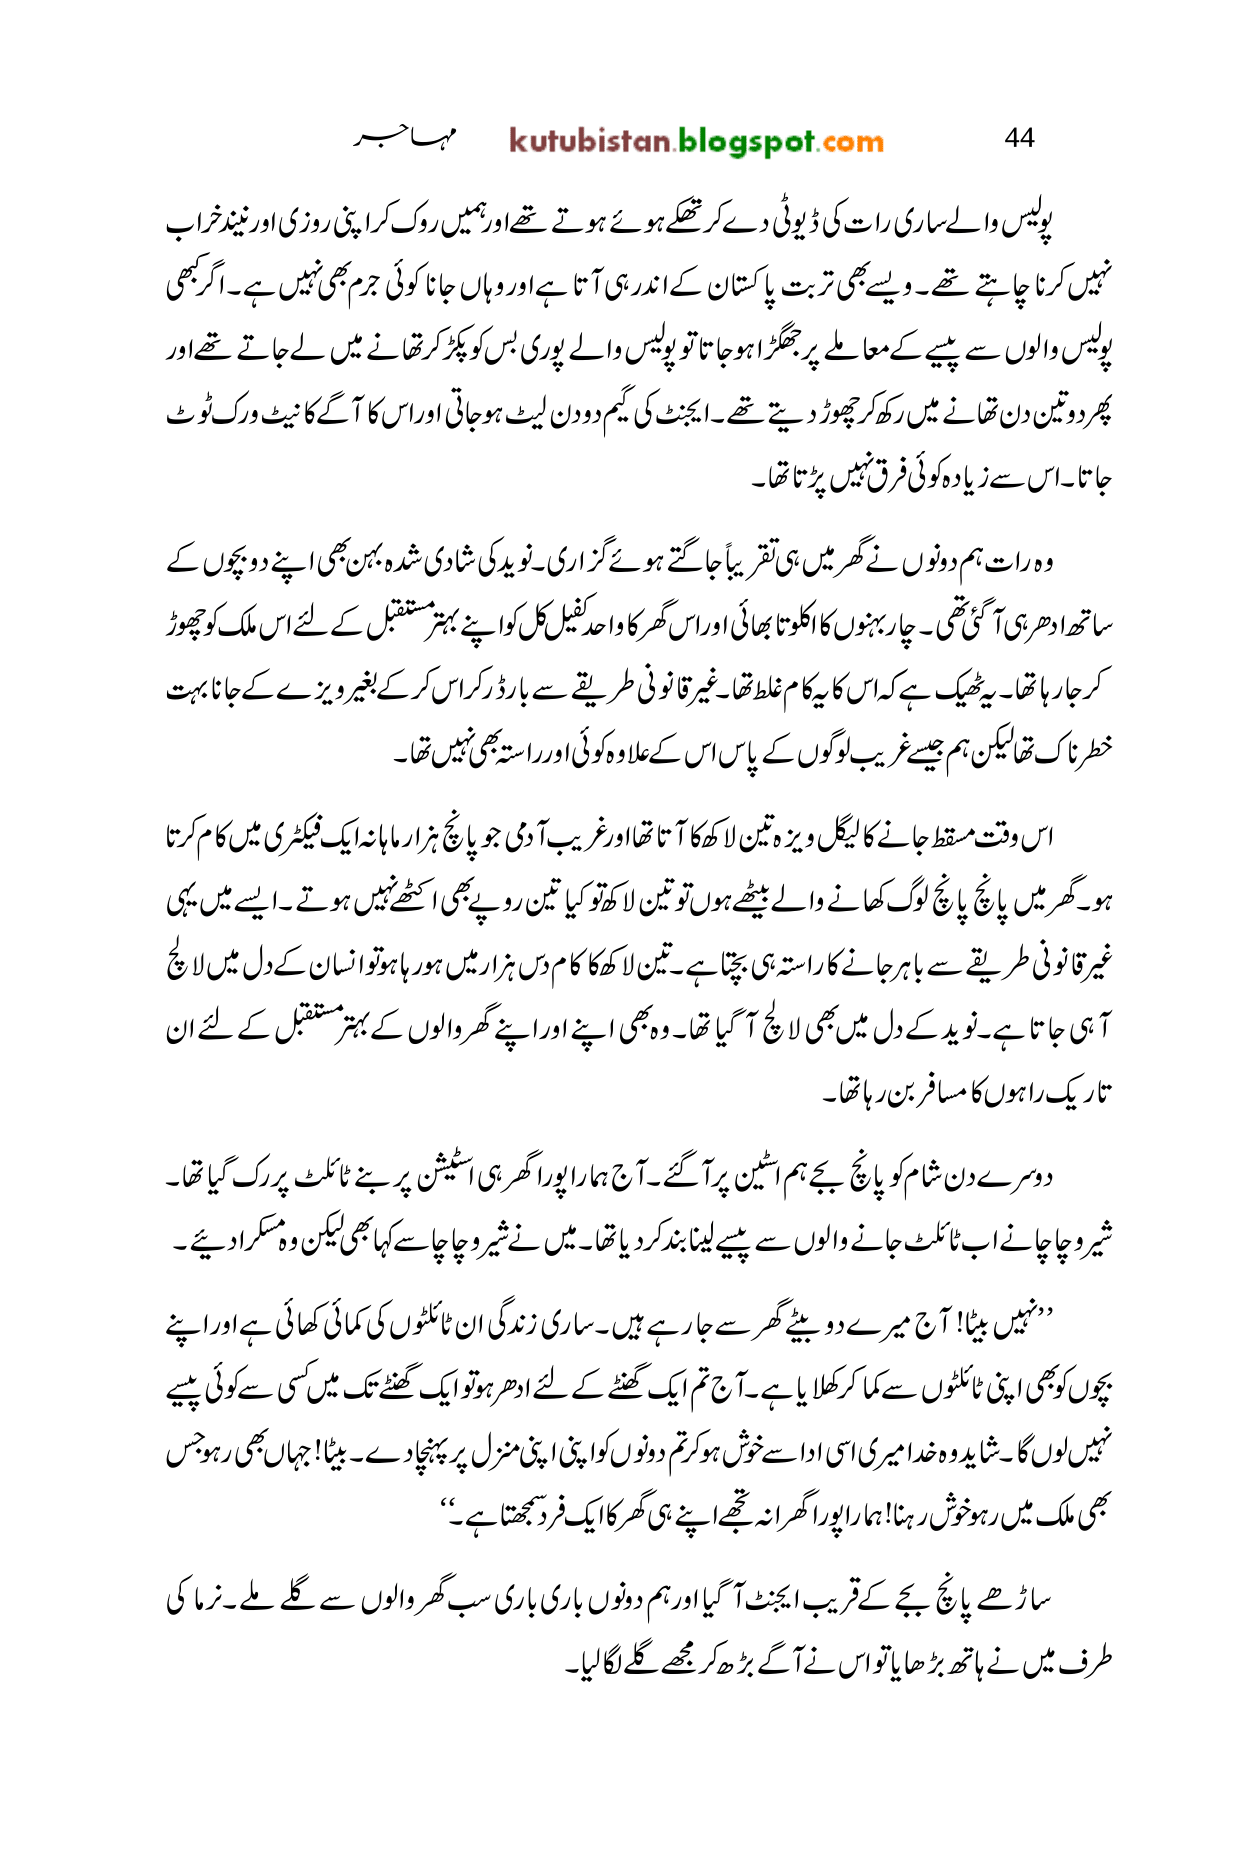 44 kutubistan.blogspot.com مہاجر
پولیس والے ساری رات کی ڈیوٹی دے کر تھکے ہوئے ہوتے تھے اور ہمیں روک کر اپنی روزی اور نیند خراب
نہیں کرنا چاہتے تھے۔ ویسے بھی تربت پاکستان کے اندر ہی آتا ہے اور وہاں جانا کوئی جرم بھی نہیں ہے۔ اگر کبھی
پولیس والوں سے پیسے کے معاملے پر جھگڑا ہو جاتا تو پولیس والے پوری بس کو پکڑ کر تھانے میں لے جاتے تھے اور
پھر دو تین دن تھانے میں رکھ کر چھوڑ دیتے تھے۔ ایجنٹ کی گیم دو دن لیٹ ہو جاتی اور اس کا آگے کا نیٹ ورک ٹوٹ
جاتا۔ اس سے زیادہ کوئی فرق نہیں پڑتا تھا۔
وہ رات ہم دونوں نے گھر میں ہی تقریباً جاگتے ہوئے گزاری۔ نوید کی شادی شدہ بہن بھی اپنے دو بچوں کے
ساتھ ادھر ہی آ گئی تھی۔ چار بہنوں کا اکلوتا بھائی اور اس گھر کا واحد کفیل کل کو اپنے بہتر مستقبل کے لئے اس ملک کو چھوڑ
کر جا رہا تھا۔ یہ ٹھیک ہے کہ اس کا یہ کام غلط تھا۔ غیر قانونی طریقے سے بارڈر کراس کر کے بغیر ویزے کے جانا بہت
خطرناک تھا لیکن ہم جیسے غریب لوگوں کے پاس اس کے علاوہ کوئی اور راستہ بھی نہیں تھا۔
اس وقت مسقط جانے کا لیگل ویزہ تین لاکھ کا آتا تھا اور غریب آدمی جو پانچ ہزار ماہانہ ایک فیکٹری میں کام کرتا
ہو۔ گھر میں پانچ پانچ لوگ کھانے والے بیٹھے ہوں تو تین لاکھ تو کیا تین روپے بھی اکٹھے نہیں ہوتے۔ ایسے میں یہی
غیر قانونی طریقے سے باہر جانے کا راستہ ہی بچتا ہے۔ تین لاکھ کا کام دس ہزار میں ہو رہا ہو تو انسان کے دل میں لالچ
آ ہی جاتا ہے۔ نوید کے دل میں بھی لالچ آ گیا تھا۔ وہ بھی اپنے اور اپنے گھر والوں کے بہتر مستقبل کے لئے ان
تاریک راہوں کا مسافر بن رہا تھا۔
دوسرے دن شام کو پانچ بجے ہم اسٹین پر آ گئے۔ آج ہمارا پورا گھر ہی اسٹیشن پر بنے ٹائلٹ پر رک گیا تھا۔
شیرو چاچا نے اب ٹائلٹ جانے والوں سے پیسے لینا بند کر دیا تھا۔ میں نے شیرو چاچا سے کہا بھی لیکن وہ مسکرا دیئے۔
’’نہیں بیٹا! آج میرے دو بیٹے گھر سے جا رہے ہیں۔ ساری زندگی ان ٹائلٹوں کی کمائی کھائی ہے اور اپنے
بچوں کو بھی اپنی ٹائلٹوں سے کما کر کھلایا ہے۔ آج تم ایک گھنٹے کے لئے ادھر ہو تو ایک گھنٹے تک میں کسی سے کوئی پیسے
نہیں لوں گا۔ شاید وہ خدا میری اسی ادا سے خوش ہو کر تم دونوں کو اپنی اپنی منزل پر پہنچا دے۔ بیٹا! جہاں بھی رہو جس
بھی ملک میں رہو خوش رہنا! ہمارا پورا گھرانہ تجھے اپنے ہی گھر کا ایک فرد سمجھتا ہے۔‘‘
ساڑھے پانچ بجے کے قریب ایجنٹ آ گیا اور ہم دونوں باری باری سب گھر والوں سے گلے ملے۔ نرما کی
طرف میں نے ہاتھ بڑھایا تو اس نے آگے بڑھ کر مجھے گلے لگا لیا۔